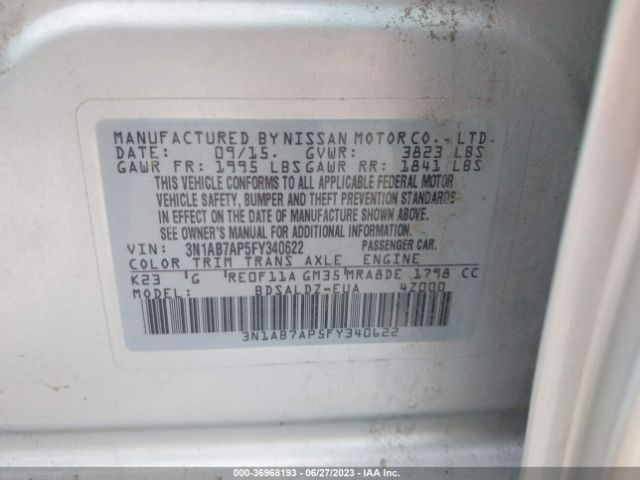 MANUFACTURED BY NISSAN MOTOR CO., LTD.
DATE: 09/15. GVWR: 3823 LBS
GAWR FR: 1995 LBS GAWR RR: 1841 LBS
THIS VEHICLE CONFORMS TO ALL APPLICABLE FEDERAL MOTOR
VEHICLE SAFETY, BUMPER AND THEFT PREVENTION STANDARDS
IN EFFECT ON THE DATE OF MANUFACTURE SHOWN ABOVE.
SEE OWNER'S MANUAL FOR ADDITIONAL INFORMATION.
VIN: 3N1AB7AP5FY340622 PASSENGER CAR.
COLOR TRIM TRANS AXLE ENGINE
K23 G RE0F11A GM35 MRA8DE 1798 CC
MODEL: BDSALDZ-EUA 4Z000
3N1AB7AP5FY340622
000-36968193 - 06/27/2023 - IAA Inc.